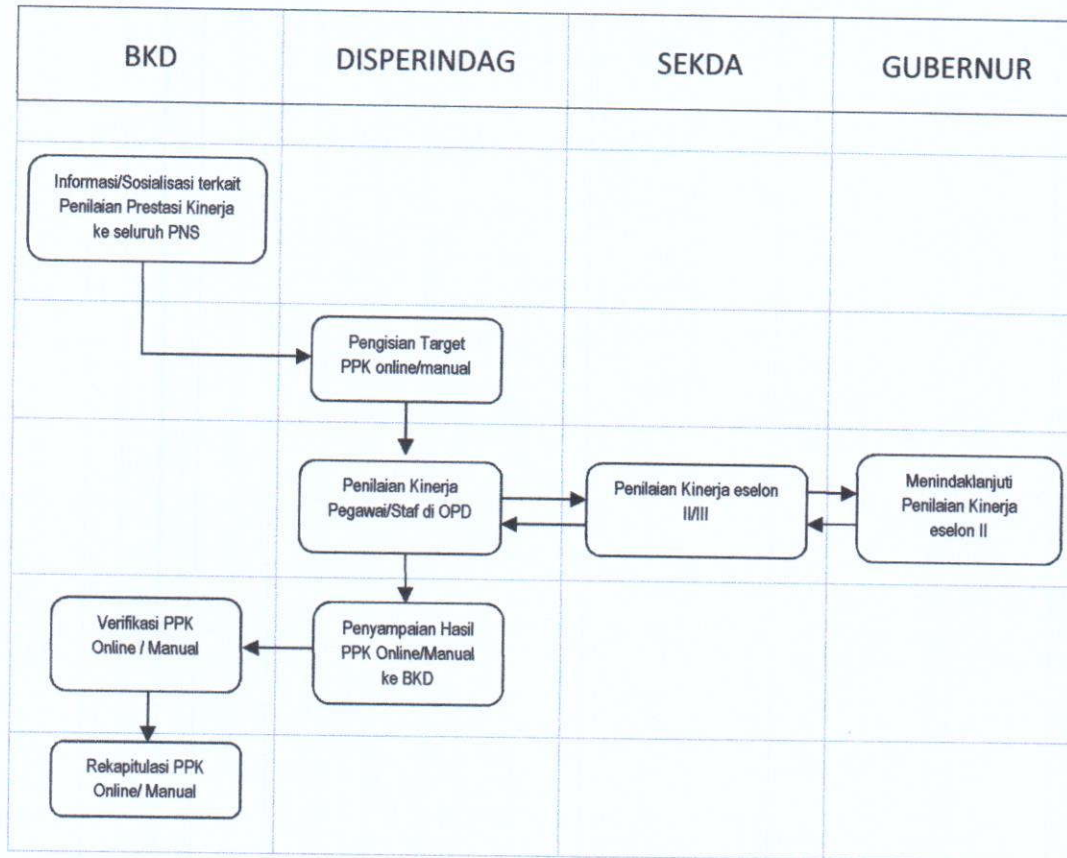 BKD
DISPERINDAG
SEKDA
GUBERNUR
Informasi/Sosialisasi terkait
Penilaian Prestasi Kinerja
ke seluruh PNS
Pengisian Target
PPK online/manual
Penilaian Kinerja
Pegawai/Staf di OPD
Penilaian Kinerja eselon
II/III
Menindaklanjuti
Penilaian Kinerja
eselon II
Verifikasi PPK
Online / Manual
Penyampaian Hasil
PPK Online/Manual
ke BKD
Rekapitulasi PPK
Online/ Manual